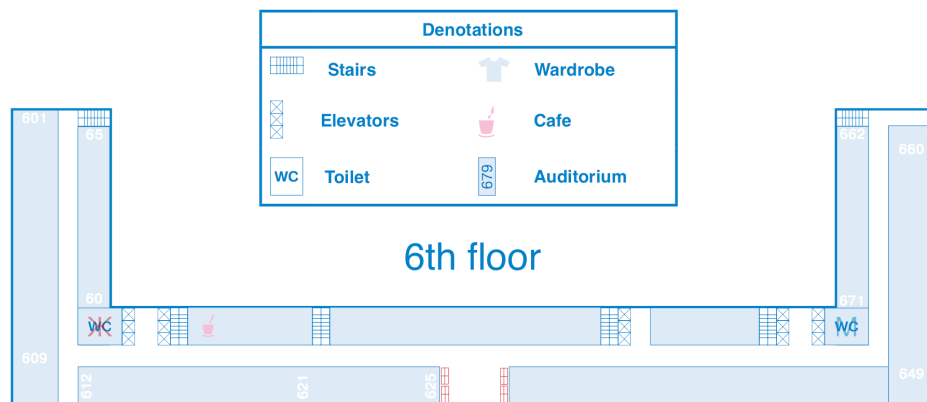 Denotations
Stairs
Wardrobe
Elevators
Cafe
WC
Toilet
679
Auditorium
6th floor
601
65
662
660
60
671
WC
Ж
WC
М
609
649
612
621
625